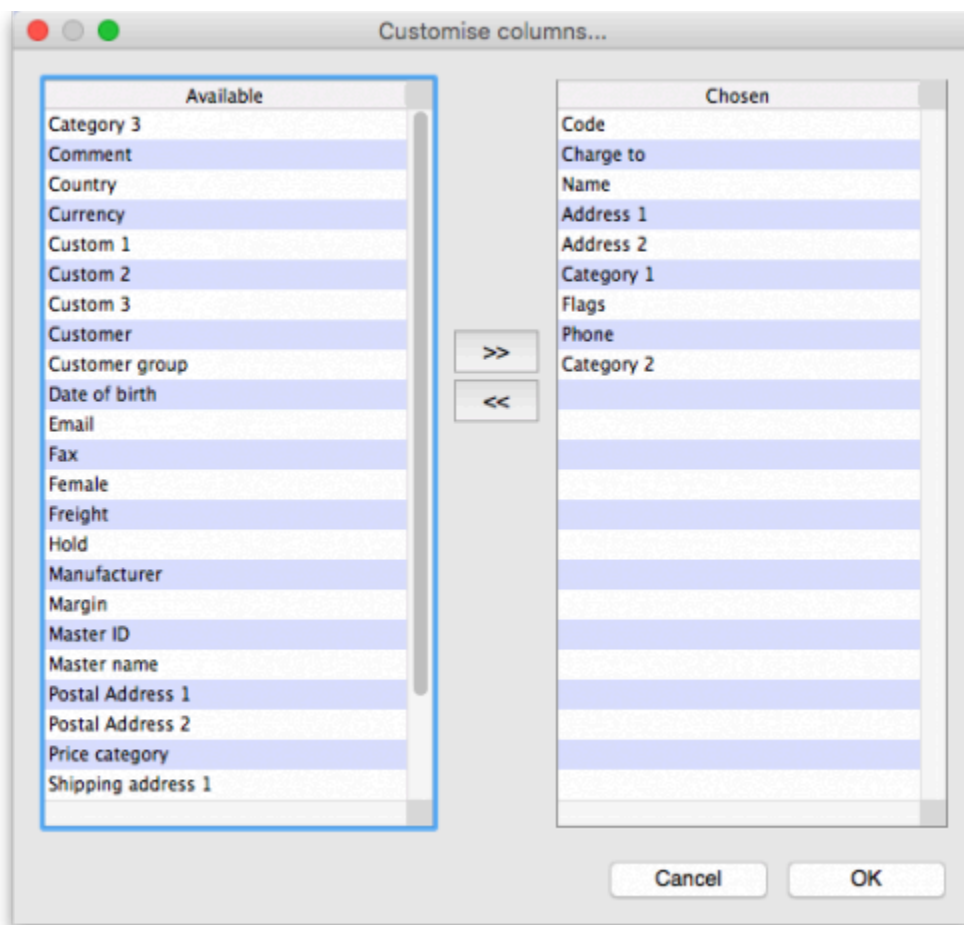 Customise columns...
Available
Category 3
Comment
Country
Currency
Custom 1
Custom 2
Custom 3
Customer
Customer group
Date of birth
Email
Fax
Female
Freight
Hold
Manufacturer
Margin
Master ID
Master name
Postal Address 1
Postal Address 2
Price category
Shipping address 1
>>
<<
Chosen
Code
Charge to
Name
Address 1
Address 2
Category 1
Flags
Phone
Category 2
Cancel
OK